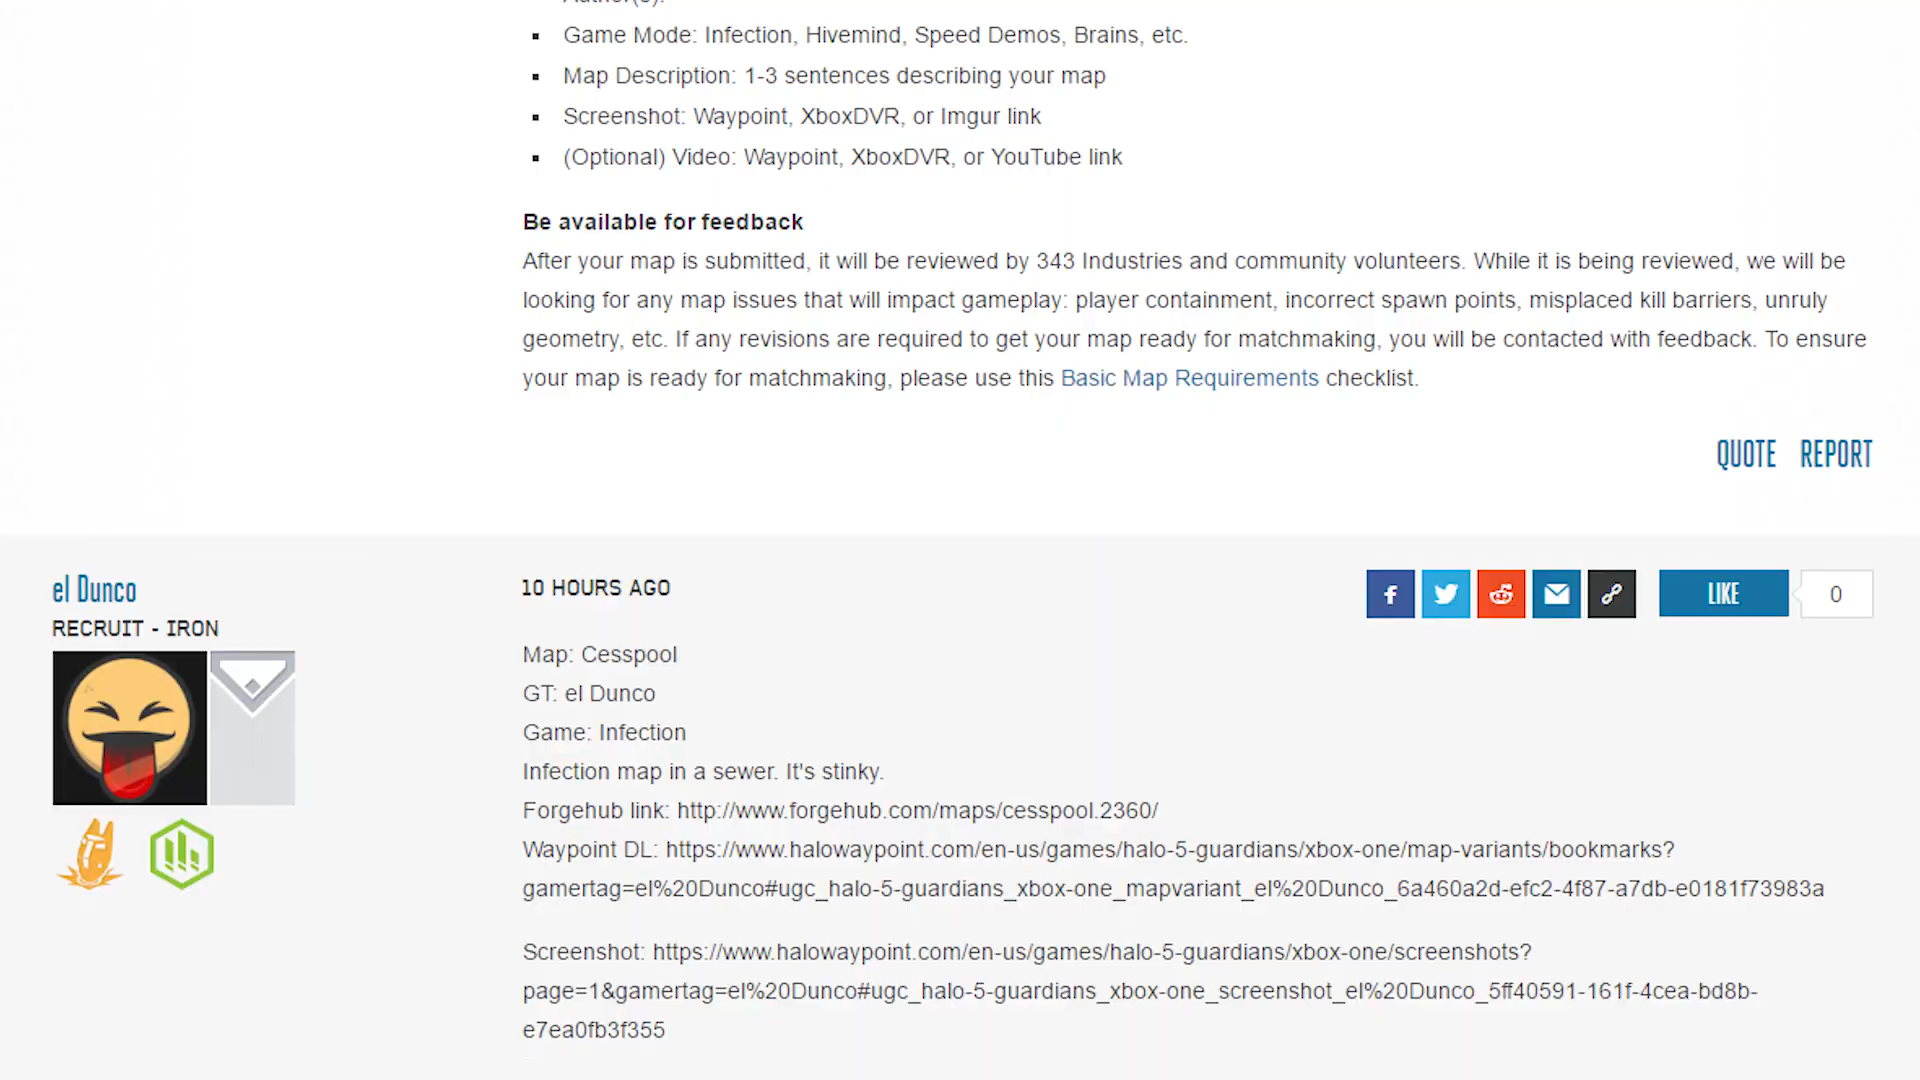 Author(s):
▪ Game Mode: Infection, Hivemind, Speed Demos, Brains, etc.
▪ Map Description: 1-3 sentences describing your map
▪ Screenshot: Waypoint, XboxDVR, or Imgur link
▪ (Optional) Video: Waypoint, XboxDVR, or YouTube link
Be available for feedback
After your map is submitted, it will be reviewed by 343 Industries and community volunteers. While it is being reviewed, we will be
looking for any map issues that will impact gameplay: player containment, incorrect spawn points, misplaced kill barriers, unruly
geometry, etc. If any revisions are required to get your map ready for matchmaking, you will be contacted with feedback. To ensure
your map is ready for matchmaking, please use this Basic Map Requirements checklist.
QUOTE REPORT
el Dunco
RECRUIT - IRON
10 HOURS AGO
LIKE 0
Map: Cesspool
GT: el Dunco
Game: Infection
Infection map in a sewer. It's stinky.
Forgehub link: http://www.forgehub.com/maps/cesspool.2360/
Waypoint DL: https://www.halowaypoint.com/en-us/games/halo-5-guardians/xbox-one/map-variants/bookmarks?
gamertag=el%20Dunco#ugc_halo-5-guardians_xbox-one_mapvariant_el%20Dunco_6a460a2d-efc2-4f87-a7db-e0181f73983a
Screenshot: https://www.halowaypoint.com/en-us/games/halo-5-guardians/xbox-one/screenshots?
page=1&gamertag=el%20Dunco#ugc_halo-5-guardians_xbox-one_screenshot_el%20Dunco_5ff40591-161f-4cea-bd8b-
e7ea0fb3f355